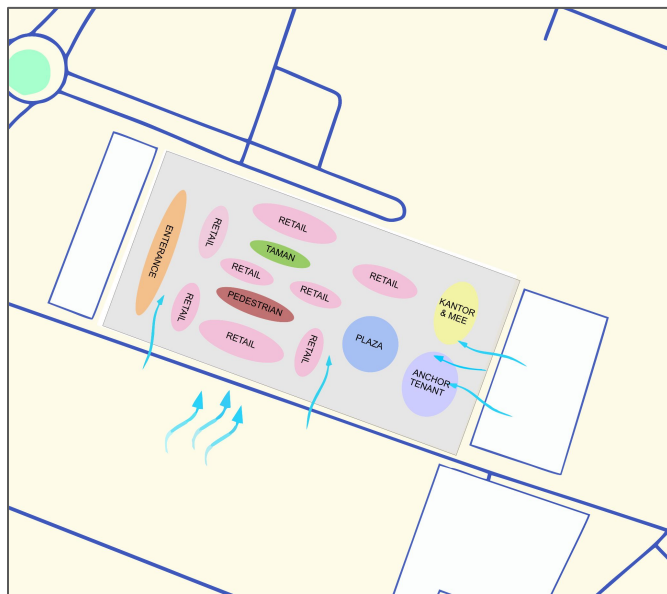 ENTERANCE
RETAIL
RETAIL
TAMAN
RETAIL
RETAIL
RETAIL
PEDESTRIAN
RETAIL
RETAIL
RETAIL
PLAZA
KANTOR
& MEE
ANCHOR
TENANT